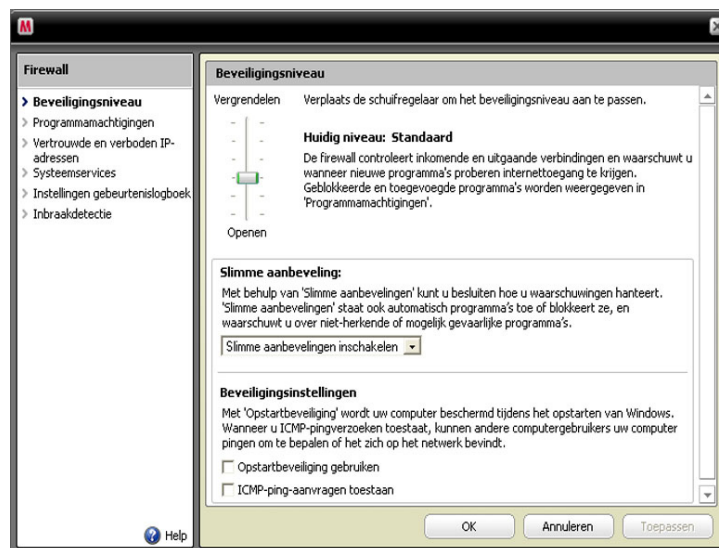 M
Firewall
Beveiligingsniveau
Programmamachtigingen
Vertrouwde en verboden IP-
adressen
Systeemservices
Instellingen gebeurtenislogboek
Inbraakdetectie
Help
Beveiligingsniveau
Vergrendelen
Openen
Verplaats de schuifregelaar om het beveiligingsniveau aan te passen.
Huidig niveau: Standaard
De firewall controleert inkomende en uitgaande verbindingen en waarschuwt u
wanneer nieuwe programma's proberen internettoegang te krijgen.
Geblokkeerde en toegevoegde programma's worden weergegeven in
'Programmamachtigingen'.
Slimme aanbeveling:
Met behulp van 'Slimme aanbevelingen' kunt u besluiten hoe u waarschuwingen hanteert.
'Slimme aanbevelingen' staat ook automatisch programma's toe of blokkeert ze, en
waarschuwt u over niet-herkende of mogelijk gevaarlijke programma's.
Slimme aanbevelingen inschakelen
Beveiligingsinstellingen
Met 'Opstartbeveiliging' wordt uw computer beschermd tijdens het opstarten van Windows.
Wanneer u ICMP-pingverzoeken toestaat, kunnen andere computergebruikers uw computer
pingen om te bepalen of het zich op het netwerk bevindt.
Opstartbeveiliging gebruiken
ICMP-ping-aanvragen toestaan
OK
Annuleren
Toepassen